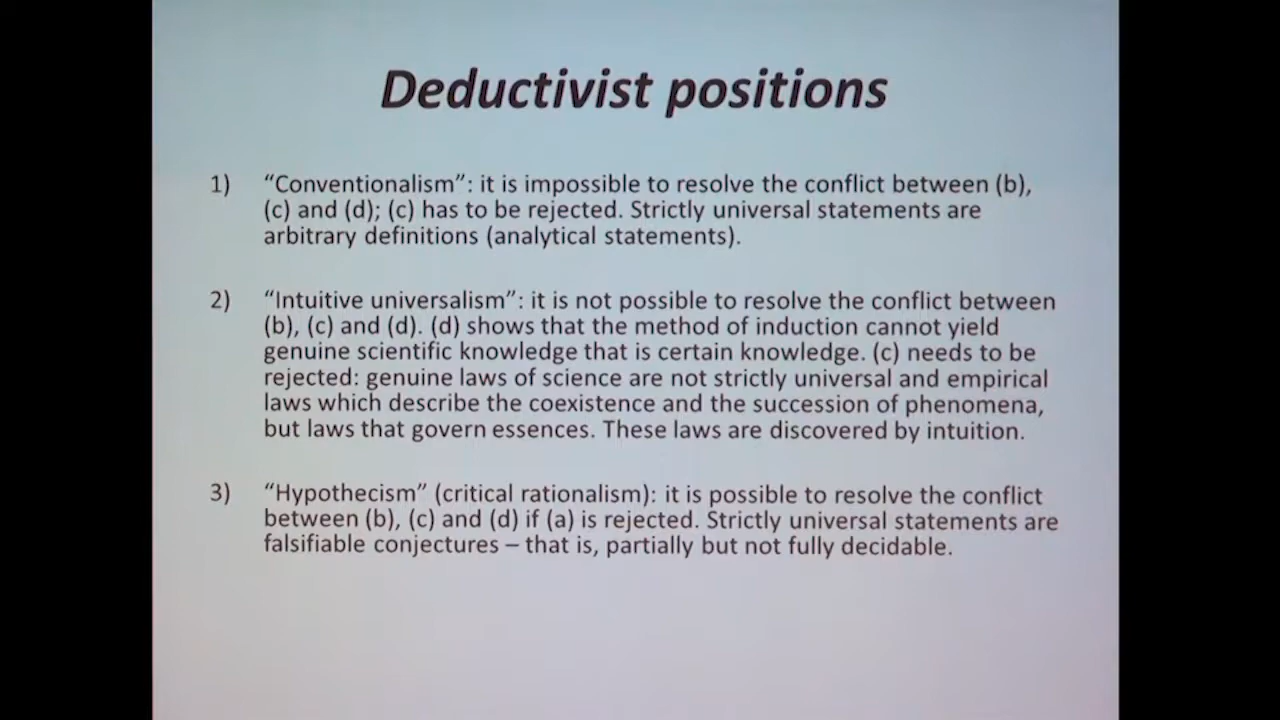 Deductivist positions
1) “Conventionalism”: it is impossible to resolve the conflict between (b),
(c) and (d); (c) has to be rejected. Strictly universal statements are
arbitrary definitions (analytical statements).
2) “Intuitive universalism”: it is not possible to resolve the conflict between
(b), (c) and (d). (d) shows that the method of induction cannot yield
genuine scientific knowledge that is certain knowledge. (c) needs to be
rejected: genuine laws of science are not strictly universal and empirical
laws which describe the coexistence and the succession of phenomena,
but laws that govern essences. These laws are discovered by intuition.
3) “Hypothecism” (critical rationalism): it is possible to resolve the conflict
between (b), (c) and (d) if (a) is rejected. Strictly universal statements are
falsifiable conjectures – that is, partially but not fully decidable.